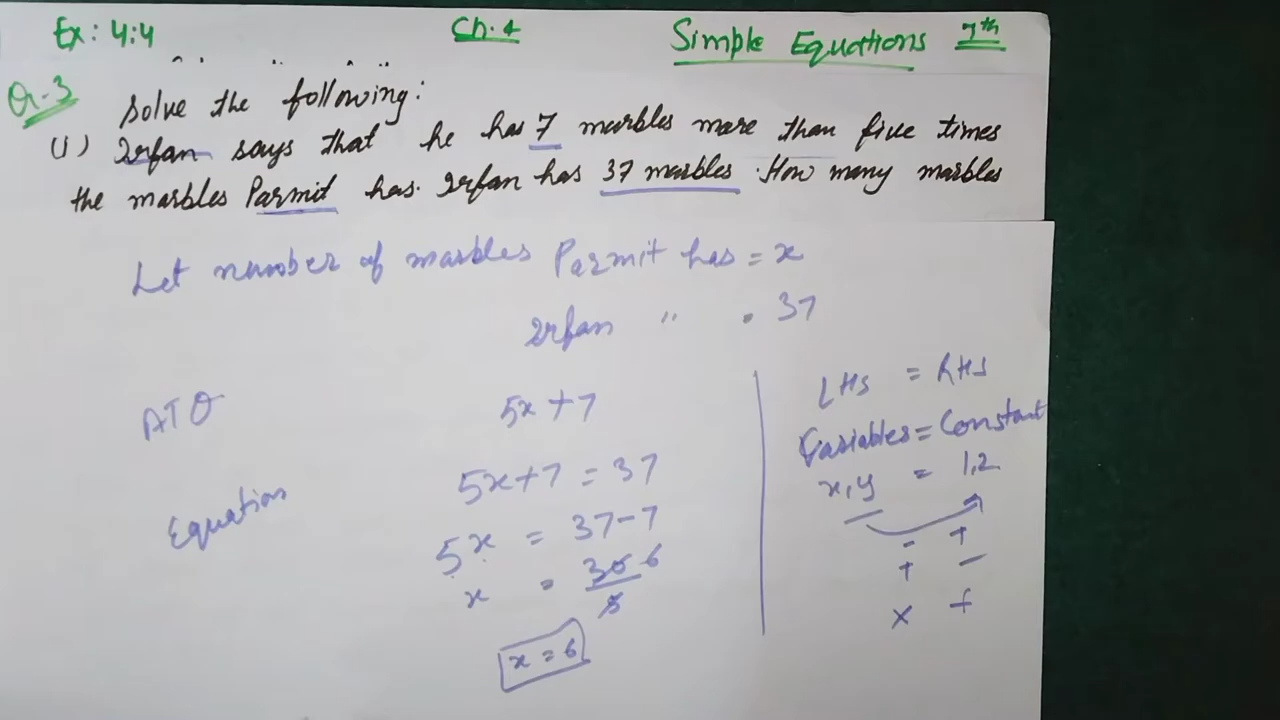 Ex: 4:4 Ch. 4 Simple Equations 7th
Q.3 Solve the following:
(1) Irfan says that he has 7 marbles more than five times
the marbles Parmit has. Irfan has 37 marbles. How many marbles
Let number of marbles Parmit has = x
Irfan " . 37
ATQ 5x + 7
Equation 5x + 7 = 37
5x = 37 - 7
x = 30 6
5
x = 6
LHS = RHS
Variables = Constant
x, y = 1, 2
- +
+ -
x ÷